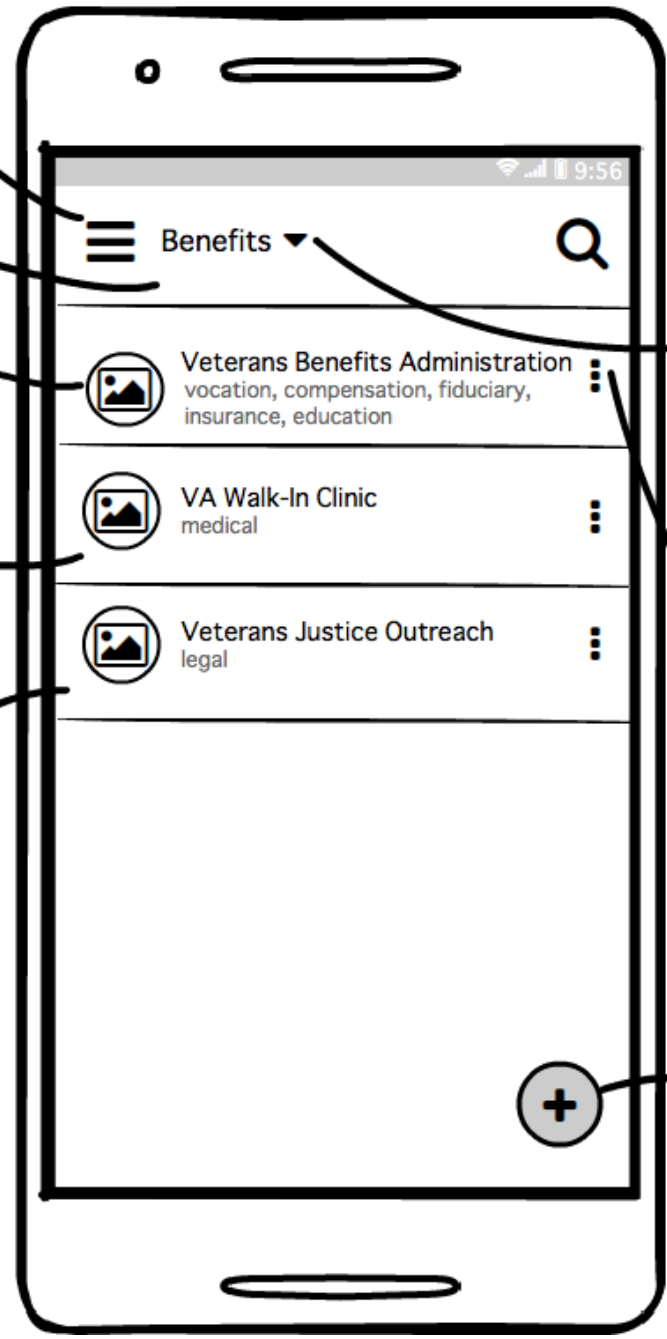 9:56
Benefits
Veterans Benefits Administration
vocation, compensation, fiduciary,
insurance, education
VA Walk-In Clinic
medical
Veterans Justice Outreach
legal